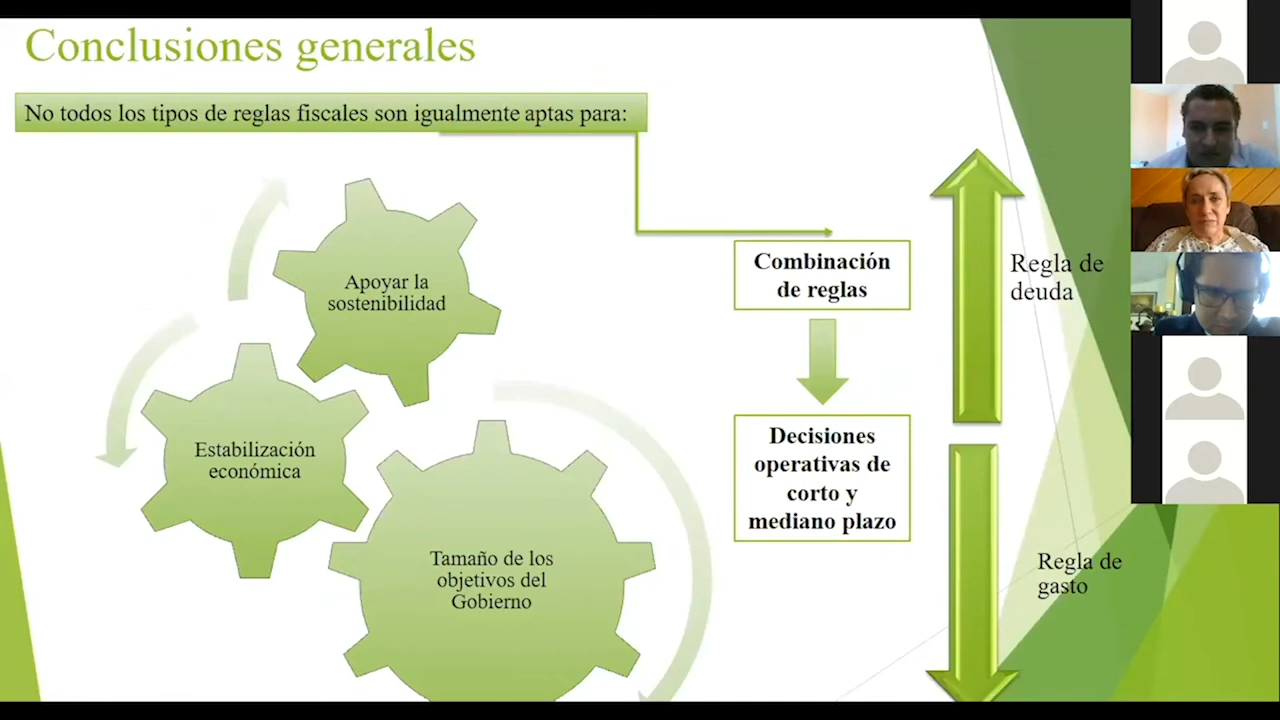 Conclusiones generales
No todos los tipos de reglas fiscales son igualmente aptas para:
Apoyar la
sostenibilidad
Estabilización
económica
Tamaño de los
objetivos del
Gobierno
Combinación
de reglas
Decisiones
operativas de
corto y
mediano plazo
Regla de
deuda
Regla de
gasto